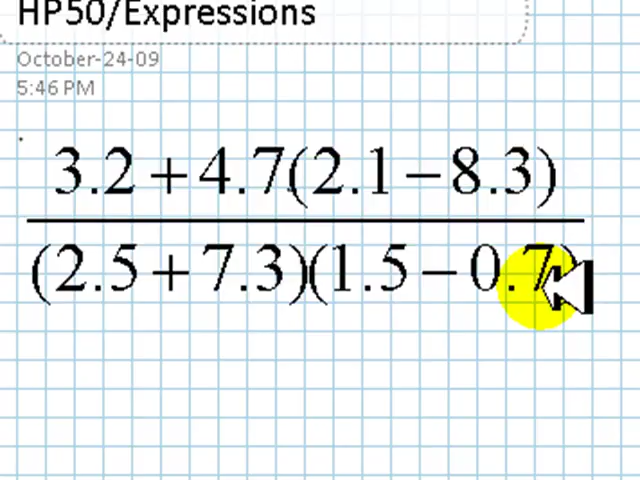 HP50/Expressions
October-24-09
5:46 PM
3.2+4.7(2.1−8.3)
(2.5+7.3)(1.5−0.7)